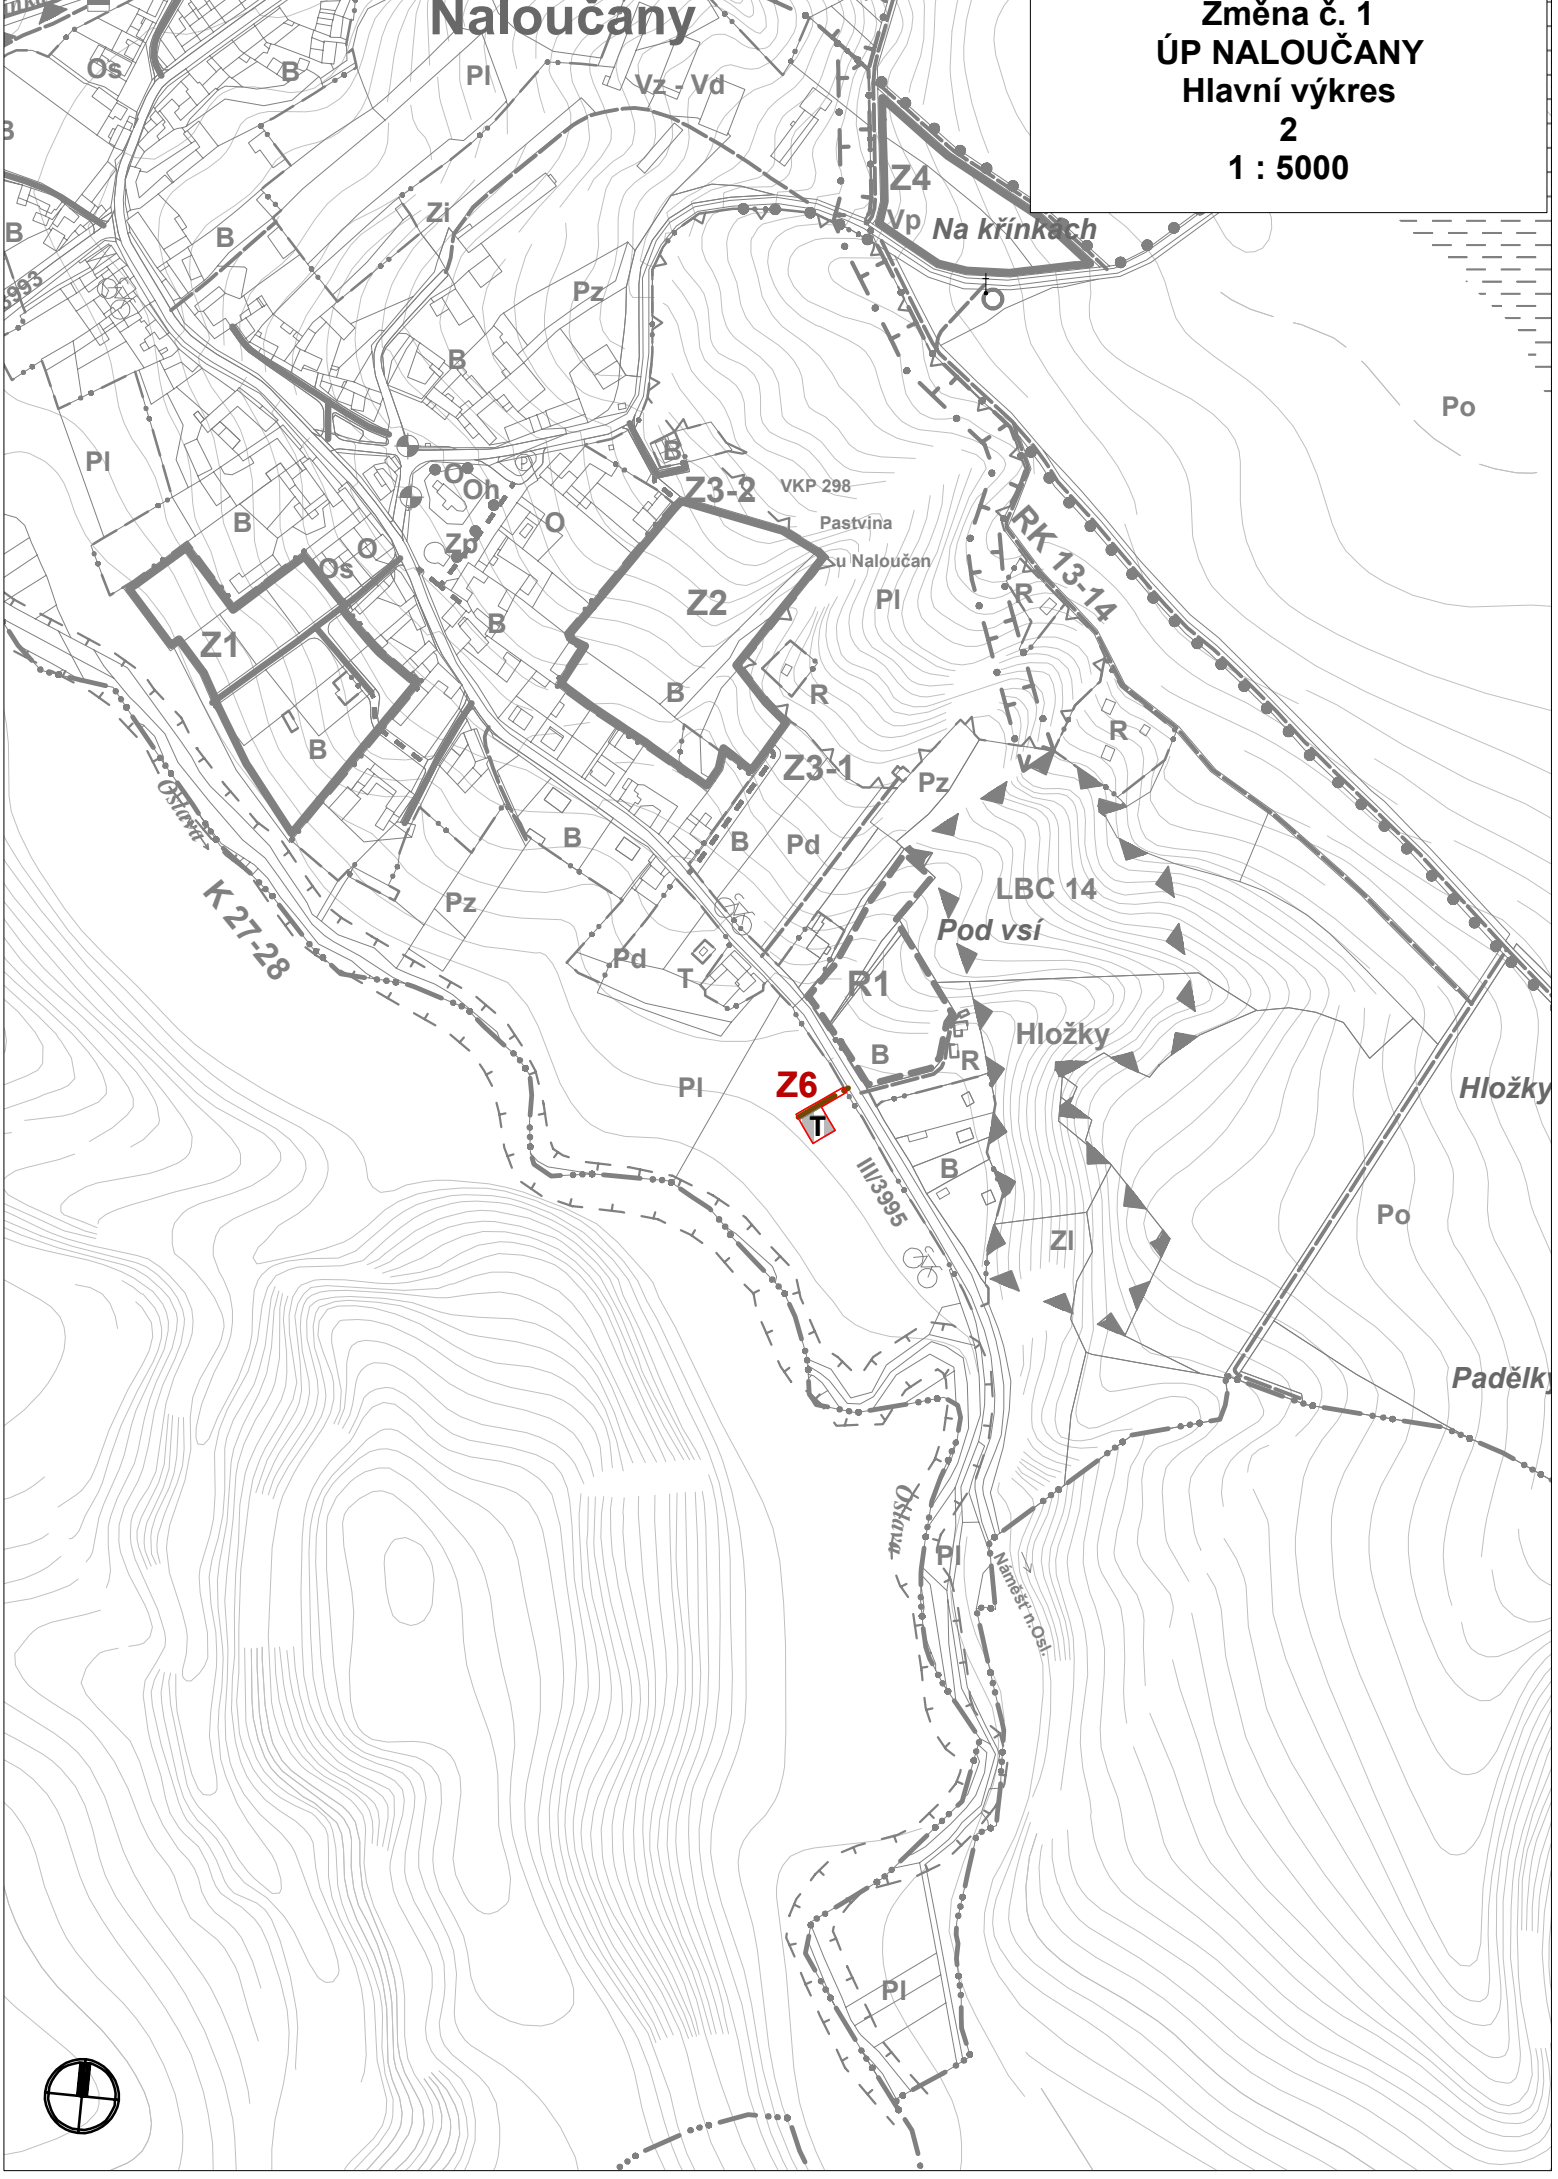 Naloučany
Změna č. 1
ÚP NALOUČANY
Hlavní výkres
2
1 : 5000
Os
B
Pl
Vz - Vd
B
Z4
Vp
Na křínkách
Zi
B
B
3993
Pz
B
Po
Pl
B
Z3-2
VKP 298
O
Oh
B
O
Pastvina
Zp
O
Os
u Naloučan
RK 13-14
Z2
Pl
R
B
Z1
B
R
R
B
Z3-1
Pz
Oslava
B
B
Pd
LBC 14
K 27-28
Pz
Pod vsí
Pd
T
R1
Hložky
B
R
Z6
Pl
Hložky
T
III/3995
B
Po
Zl
Padělky
Oslava
Pl
Náměšť n.Osl.
Pl